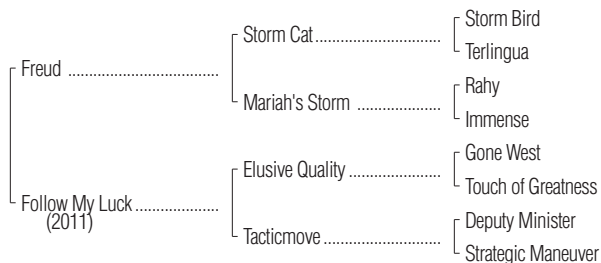 Storm Bird
Storm Cat
Terlingua
Freud
Rahy
Mariah's Storm
Immense
Gone West
Elusive Quality
Touch of Greatness
Follow My Luck
(2011)
Deputy Minister
Tacticmove
Strategic Maneuver